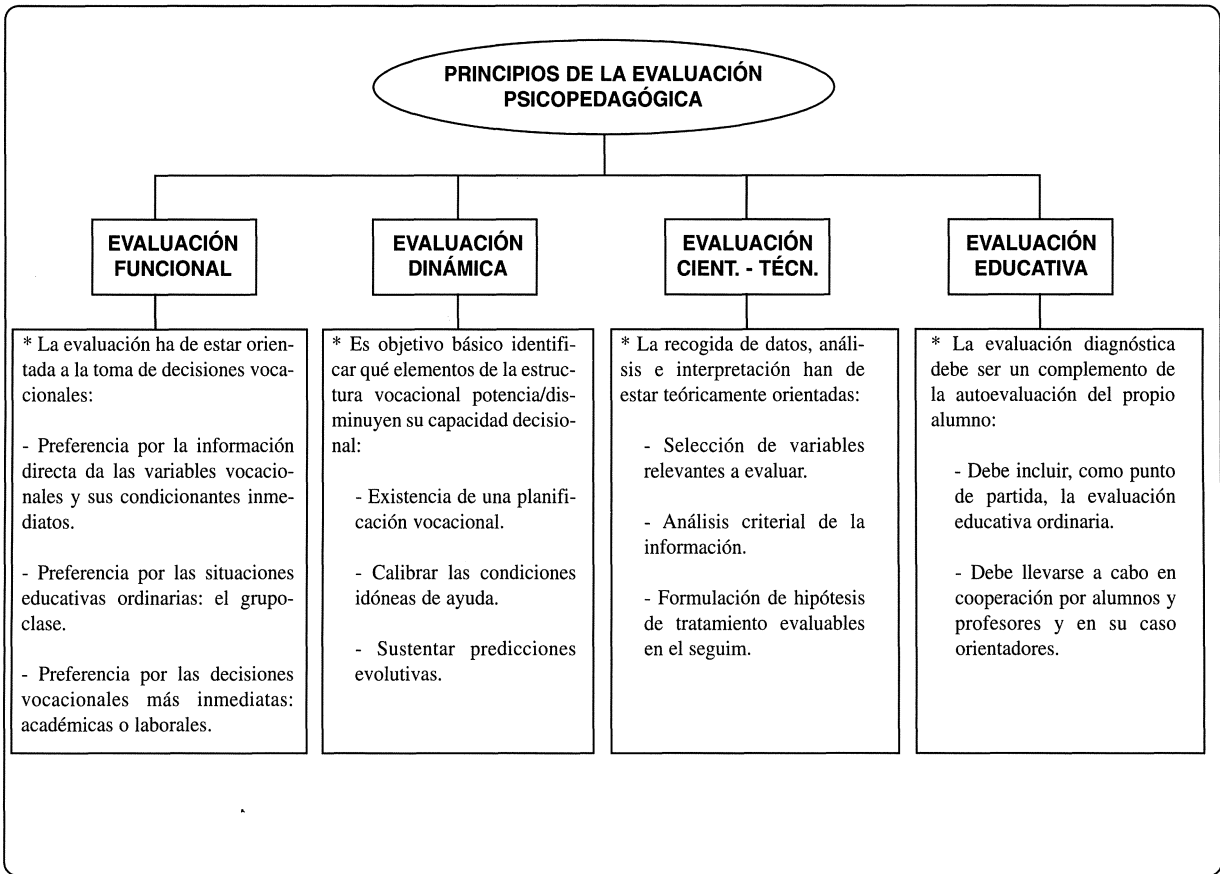 PRINCIPIOS DE LA EVALUACIÓN
PSICOPEDAGÓGICA
EVALUACIÓN
FUNCIONAL
* La evaluación ha de estar orien-
tada a la toma de decisiones voca-
cionales:
- Preferencia por la información
directa da las variables vocacio-
nales y sus condicionantes inme-
diatos.
- Preferencia por las situaciones
educativas ordinarias: el grupo-
clase.
- Preferencia por las decisiones
vocacionales más inmediatas:
académicas o laborales.
EVALUACIÓN
DINÁMICA
* Es objetivo básico identifi-
car qué elementos de la estruc-
tura vocacional potencia/dis-
minuyen su capacidad decisio-
nal:
- Existencia de una planifi-
cación vocacional.
- Calibrar las condiciones
idóneas de ayuda.
- Sustentar predicciones
evolutivas.
EVALUACIÓN
CIENT. - TÉCN.
* La recogida de datos, análi-
sis e interpretación han de
estar teóricamente orientadas:
- Selección de variables
relevantes a evaluar.
- Análisis criterial de la
información.
- Formulación de hipótesis
de tratamiento evaluables
en el seguim.
EVALUACIÓN
EDUCATIVA
* La evaluación diagnóstica
debe ser un complemento de
la autoevaluación del propio
alumno:
- Debe incluir, como punto
de partida, la evaluación
educativa ordinaria.
- Debe llevarse a cabo en
cooperación por alumnos y
profesores y en su caso
orientadores.